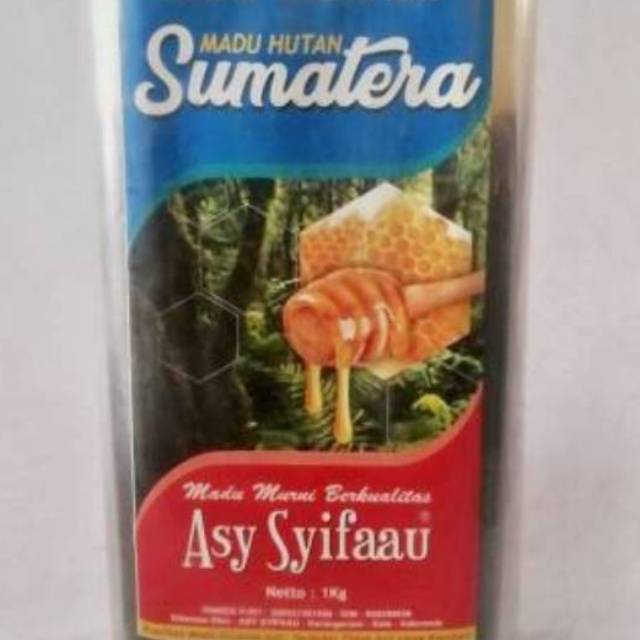 MADU HUTAN
Sumatera
Madu Murni Berkualitas
Asy Syifaau®
Netto : 1Kg